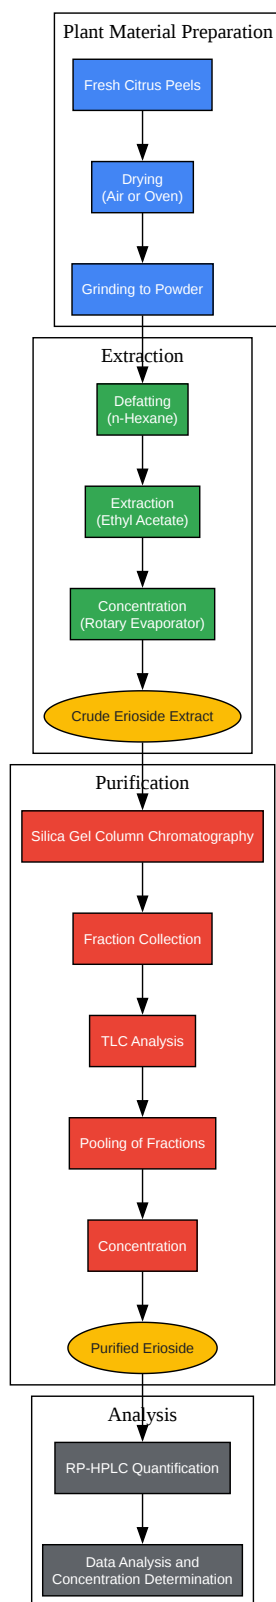 Plant Material Preparation
Fresh Citrus Peels
Drying
(Air or Oven)
Grinding to Powder
Extraction
Defatting
(n-Hexane)
Extraction
(Ethyl Acetate)
Concentration
(Rotary Evaporator)
Crude Erioside Extract
Purification
Silica Gel Column Chromatography
Fraction Collection
TLC Analysis
Pooling of Fractions
Concentration
Purified Erioside
Analysis
RP-HPLC Quantification
Data Analysis and
Concentration Determination